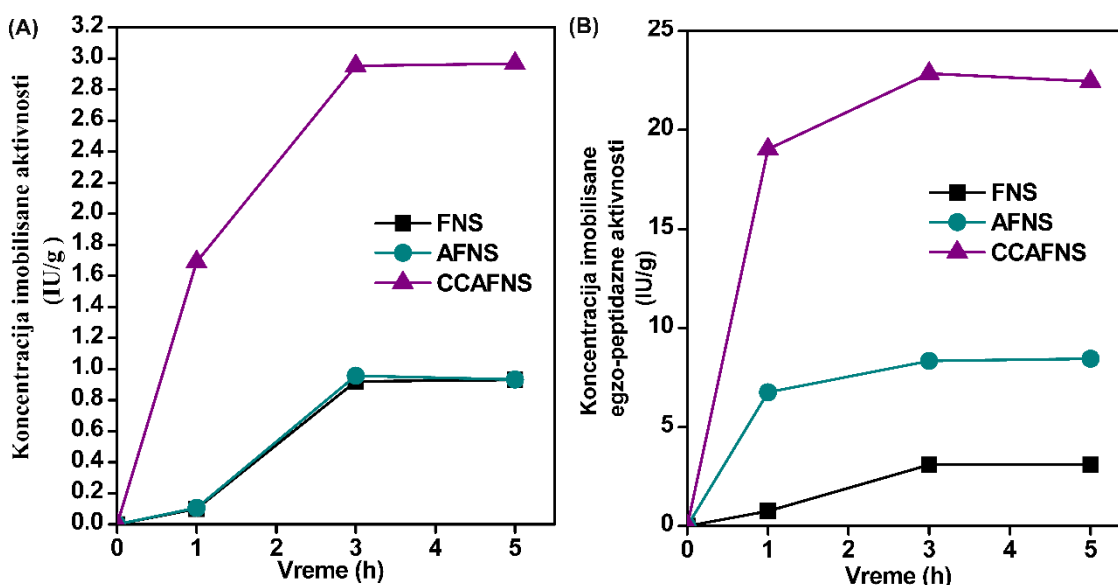 (A)
Koncentracija imobilisane aktivnosti
(IU/g )
3.2
3.0
2.8
2.6
2.4
2.2
2.0
1.8
1.6
1.4
1.2
1.0
0.8
0.6
0.4
0.2
0.0
FNS
AFNS
CCAFNS
0 1 2 3 4 5
Vreme (h)
(B)
Koncentracija imobilisane
egzo-peptidazne aktivnosti
(IU/g)
25
20
15
10
5
0
FNS
AFNS
CCAFNS
0 1 2 3 4 5
Vreme (h)